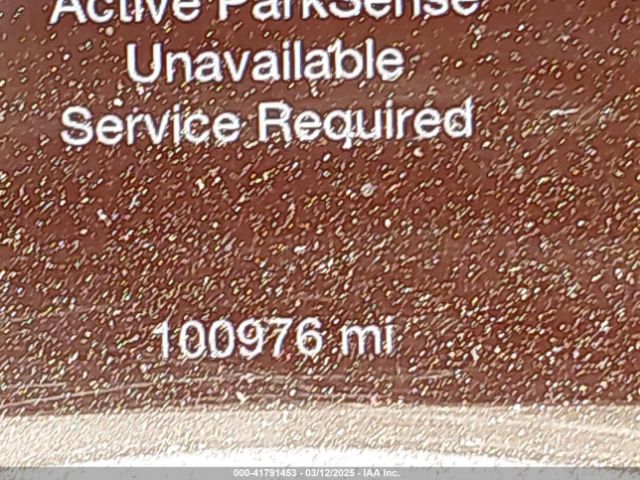 Active ParkSense
Unavailable
Service Required
100976 mi
000-41791453 - 03/12/2025 - IAA Inc.